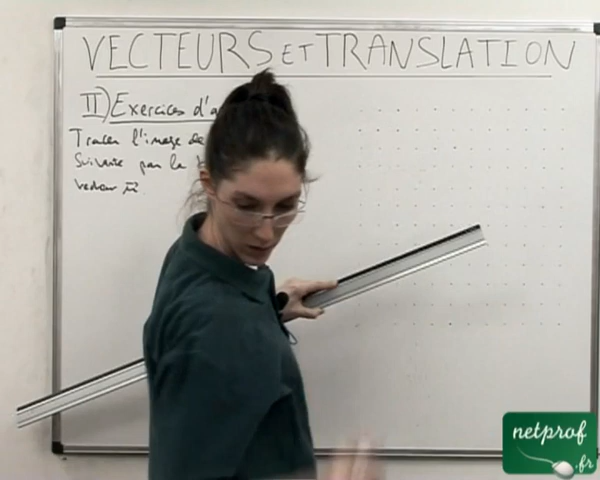 VECTEURS ET TRANSLATION
II) Exercices d'a
Tracer l'image de
Suivante par la
vecteur u.
netprof
.fr